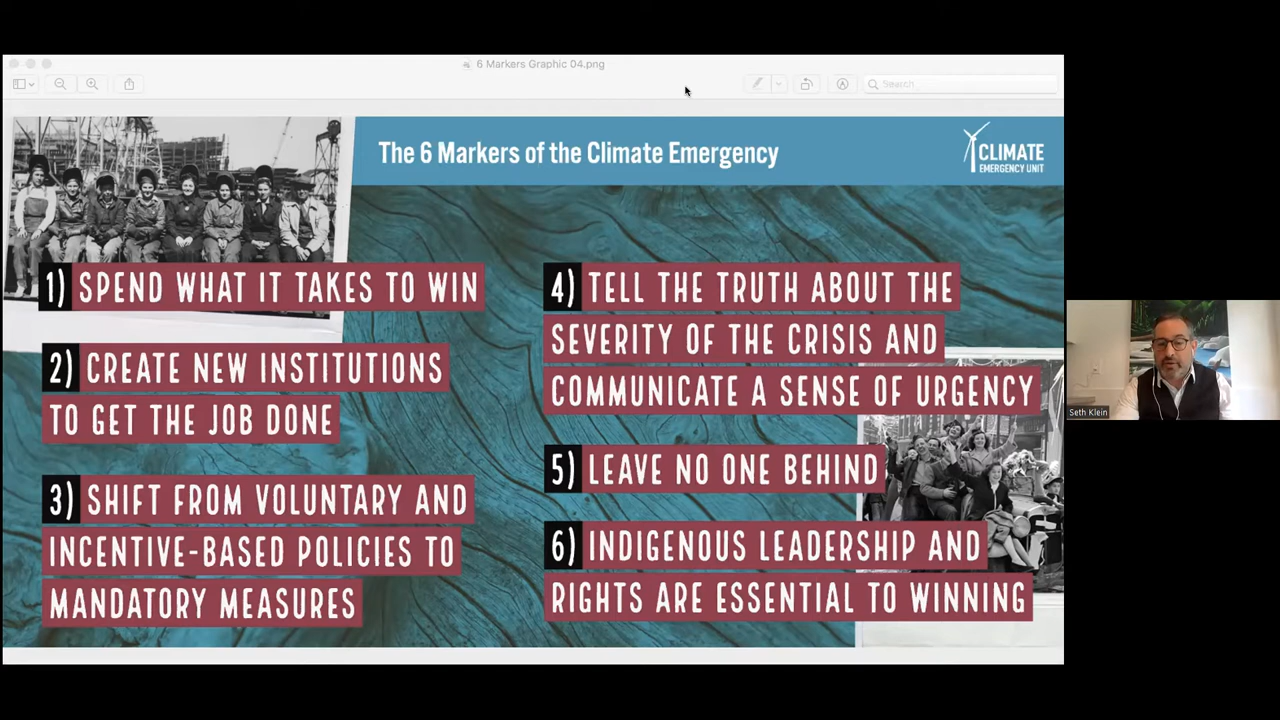 6 Markers Graphic 04.png
Search
The 6 Markers of the Climate Emergency
CLIMATE
EMERGENCY UNIT
1) SPEND WHAT IT TAKES TO WIN
2) CREATE NEW INSTITUTIONS
TO GET THE JOB DONE
3) SHIFT FROM VOLUNTARY AND
INCENTIVE-BASED POLICIES TO
MANDATORY MEASURES
4) TELL THE TRUTH ABOUT THE
SEVERITY OF THE CRISIS AND
COMMUNICATE A SENSE OF URGENCY
5) LEAVE NO ONE BEHIND
6) INDIGENOUS LEADERSHIP AND
RIGHTS ARE ESSENTIAL TO WINNING
Seth Klein